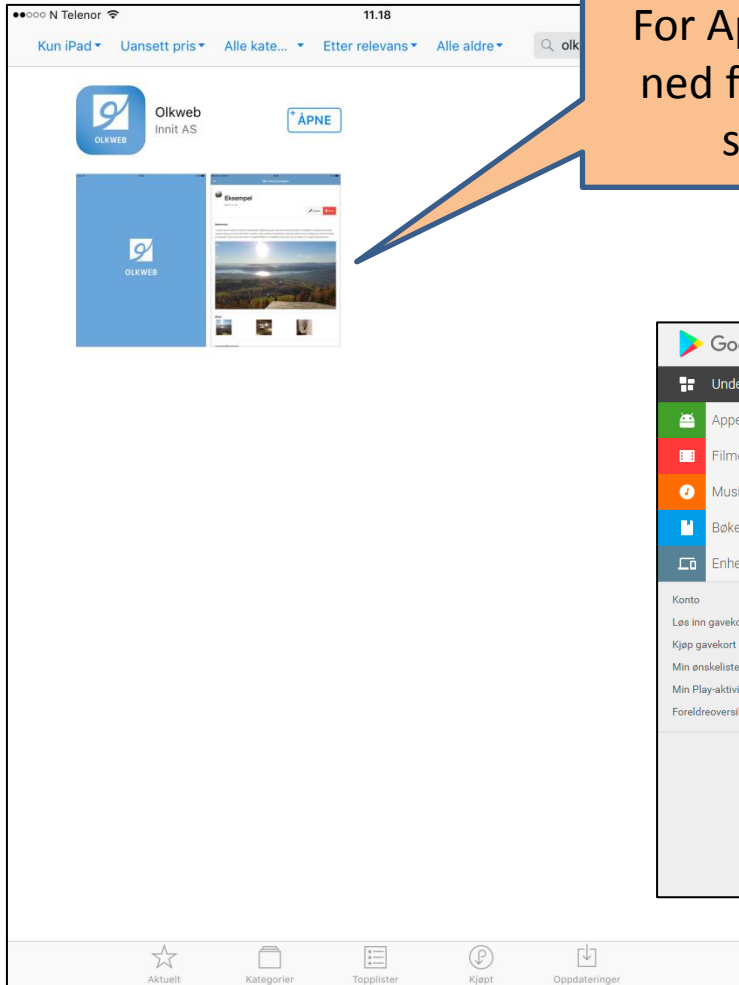 N Telenor 11.18
Kun iPad Uansett pris Alle kate... Etter relevans Alle aldre olk
For Ap
ned f
s
Olkweb
Innit AS
ÅPNE
OLKWEB
OLKWEB
Eksempel
Goo
Unde
Appe
Filme
Musi
Bøke
Enhe
Konto
Løs inn gaveko
Kjøp gavekort
Min ønskeliste
Min Play-aktivi
Foreldreoversi
Aktuelt Kategorier Topplister Kjøpt Oppdateringer